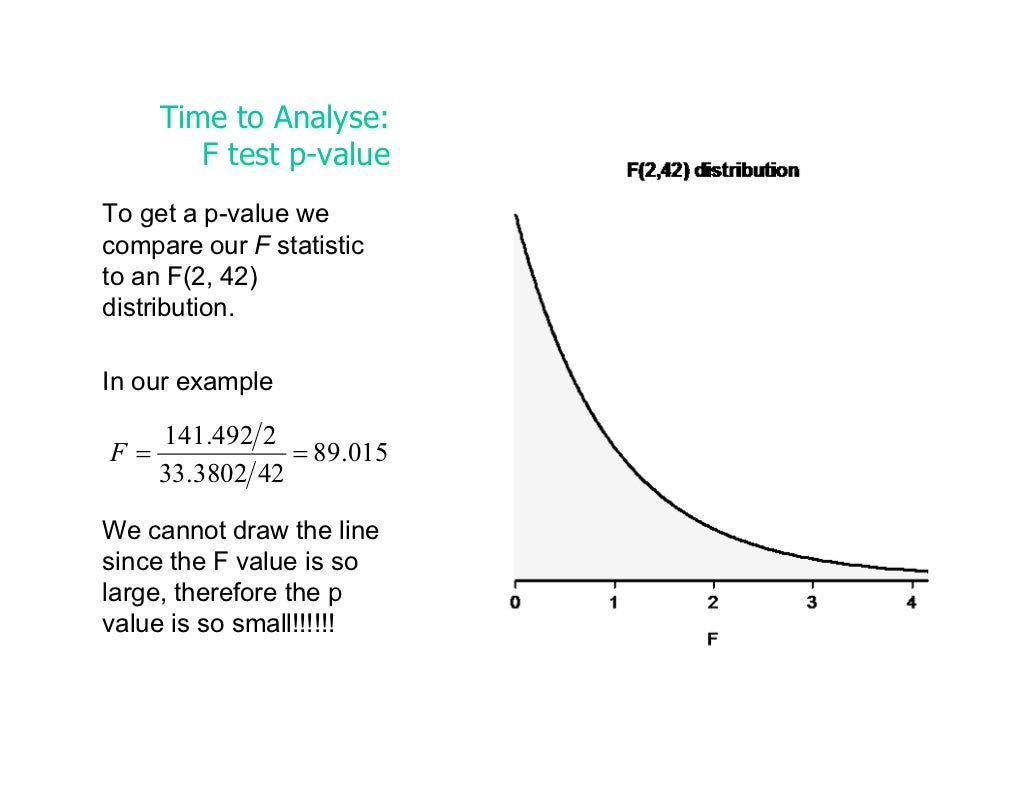 Time to Analyse:
F test p-value
To get a p-value we
compare our F statistic
to an F(2, 42)
distribution.
In our example
F = 141.492/2 / 33.3802/42 = 89.015
We cannot draw the line
since the F value is so
large, therefore the p
value is so small!!!!!!
F(2,42) distribution
0 1 2 3 4
F